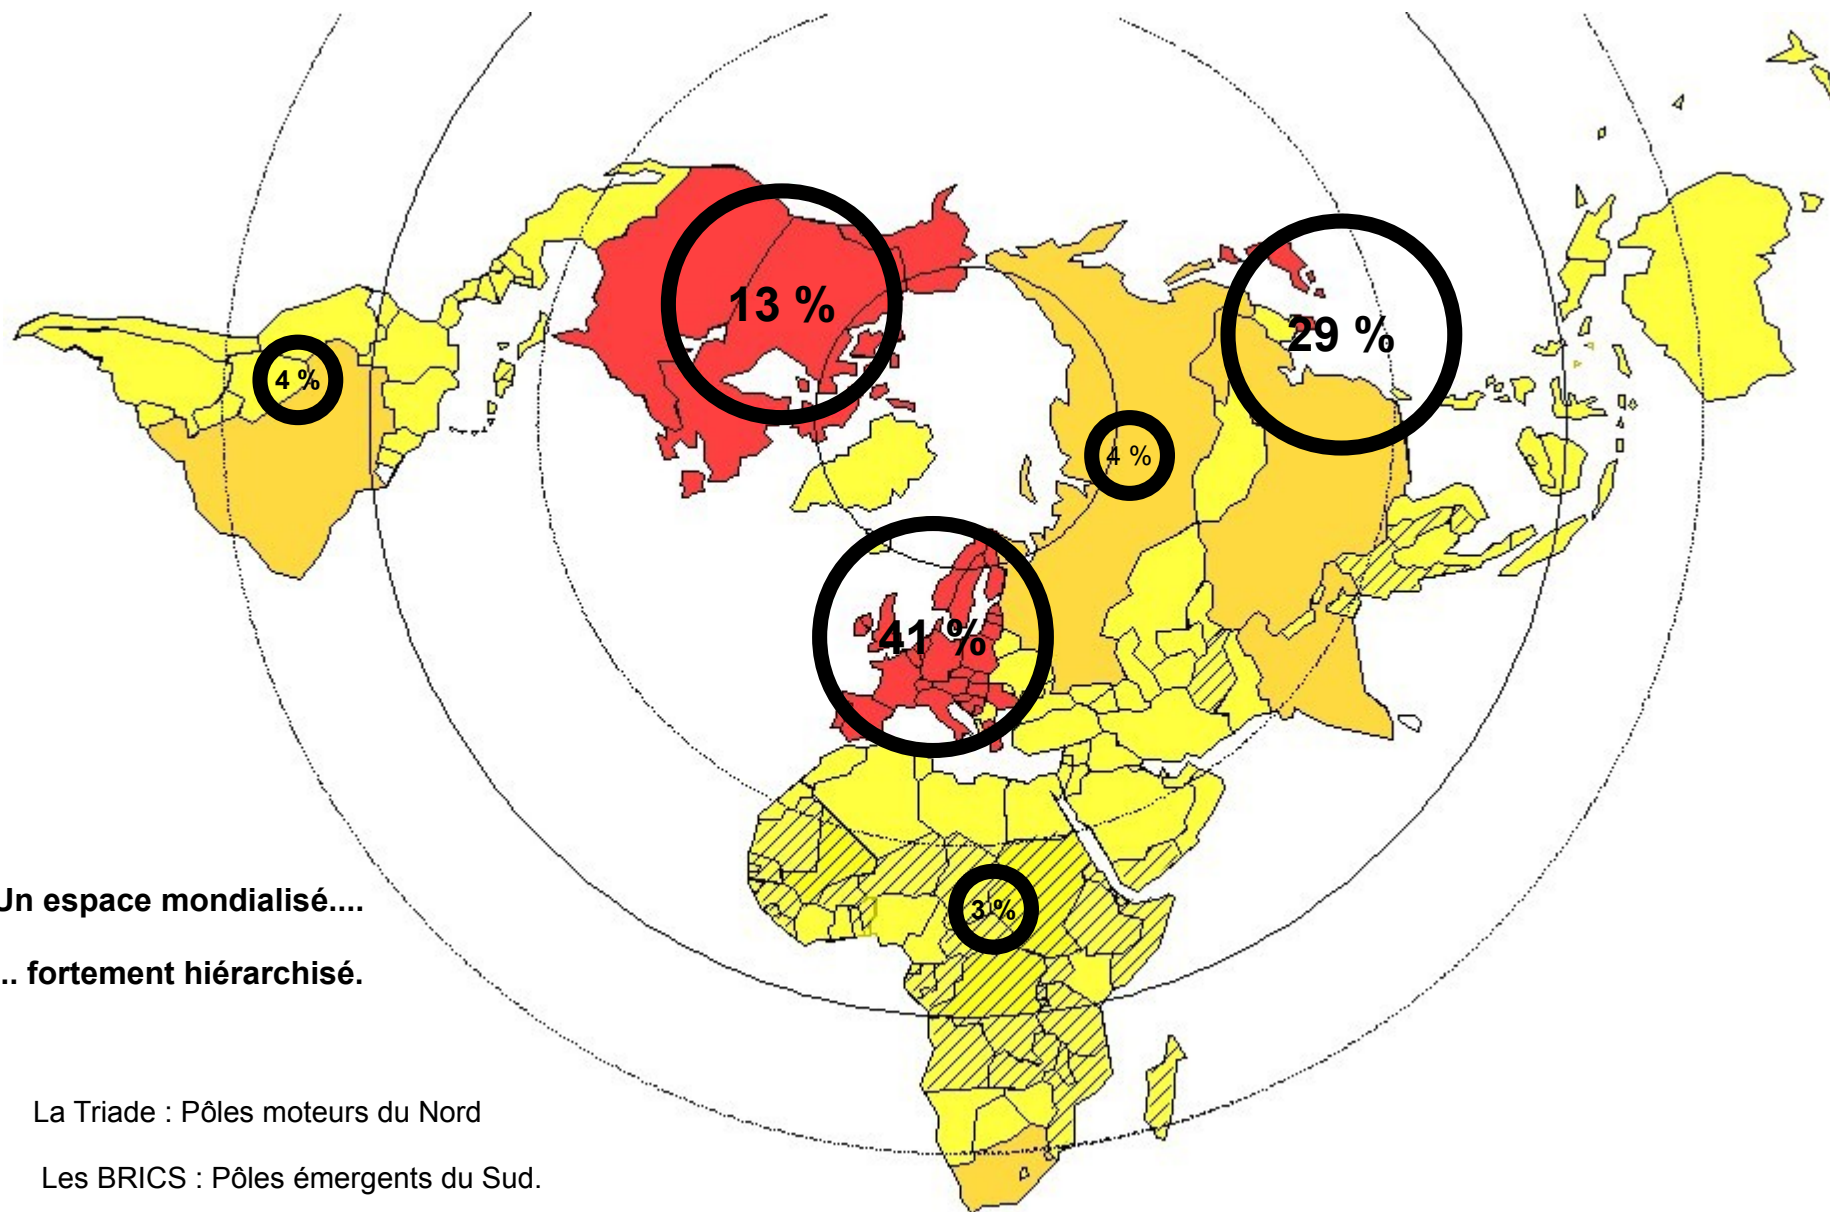 13 %
29 %
4 %
4 %
41 %
Un espace mondialisé....
3 %
.. fortement hiérarchisé.
La Triade : Pôles moteurs du Nord
Les BRICS : Pôles émergents du Sud.